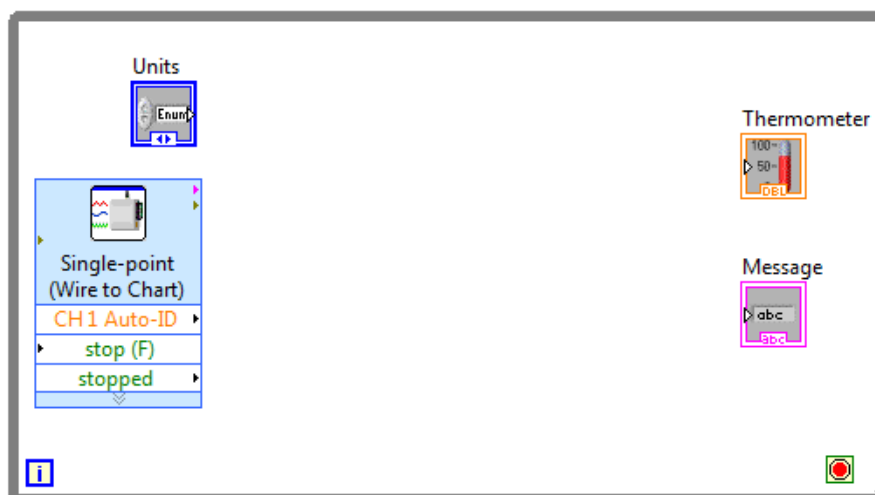 Units
Enum
Thermometer
100
50
DBL
Single-point
(Wire to Chart)
CH 1 Auto-ID
stop (F)
stopped
Message
abc
abc
i